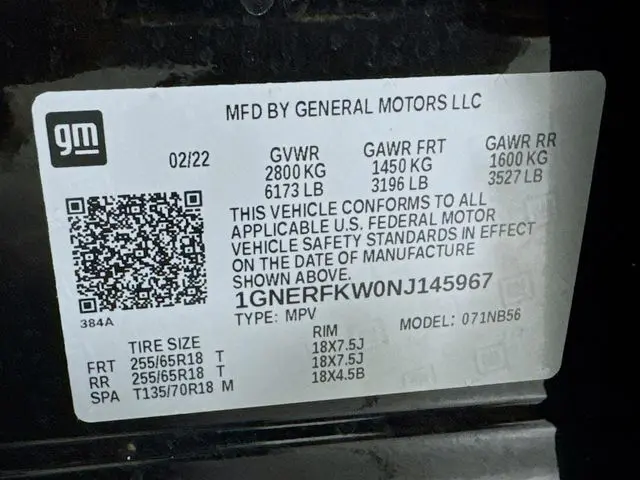 MFD BY GENERAL MOTORS LLC
gm
02/22 GVWR GAWR FRT GAWR RR
2800 KG 1450 KG 1600 KG
6173 LB 3196 LB 3527 LB
THIS VEHICLE CONFORMS TO ALL
APPLICABLE U.S. FEDERAL MOTOR
VEHICLE SAFETY STANDARDS IN EFFECT
ON THE DATE OF MANUFACTURE
SHOWN ABOVE.
384A
1GNERFKW0NJ145967
TYPE: MPV MODEL: 071NB56
TIRE SIZE RIM
FRT 255/65R18 T 18X7.5J
RR 255/65R18 T 18X7.5J
SPA T135/70R18 M 18X4.5B